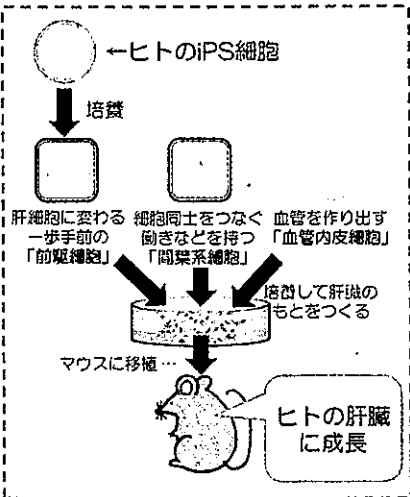 ←ヒトのiPS細胞
培養
肝細胞に変わる
一歩手前の
「前駆細胞」
細胞同士をつなぐ
働きなどを持つ
「間葉系細胞」
血管を作り出す
「血管内皮細胞」
培養して肝臓の
もとをつくる
マウスに移植…
ヒトの肝臓
に成長